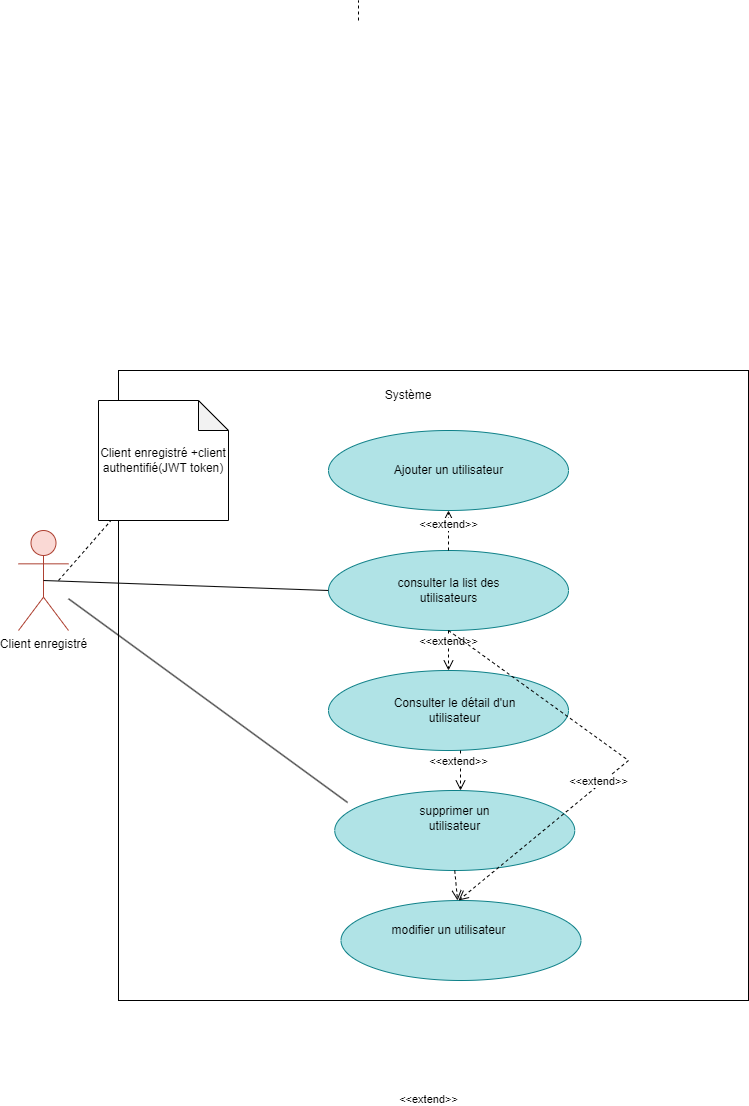 Système
Client enregistré +client
authentifié(JWT token)
Ajouter un utilisateur
<<extend>>
consulter la list des
utilisateurs
Client enregistré
<<extend>>
Consulter le détail d'un
utilisateur
<<extend>>
<<extend>>
supprimer un
utilisateur
modifier un utilisateur
<<extend>>